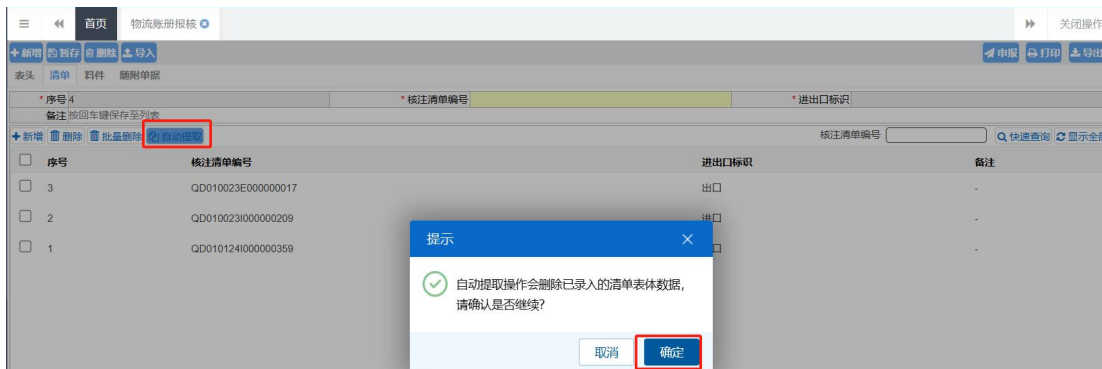 首页 物流账册报核 关闭操作
+新增 暂存 删除 导入 申报 打印 导出
表头 清单 料件 随附单据
*序号 4 *核注清单编号 *进出口标识
备注 按回车键保存至列表
+新增 删除 批量删除 自动提取 核注清单编号 快速查询 显示全部
序号 核注清单编号 进出口标识 备注
3 QD010023E000000017 出口 -
2 QD010023I000000209 进口 -
1 QD010124I000000359 口 -
提示
自动提取操作会删除已录入的清单表体数据,
请确认是否继续?
取消 确定